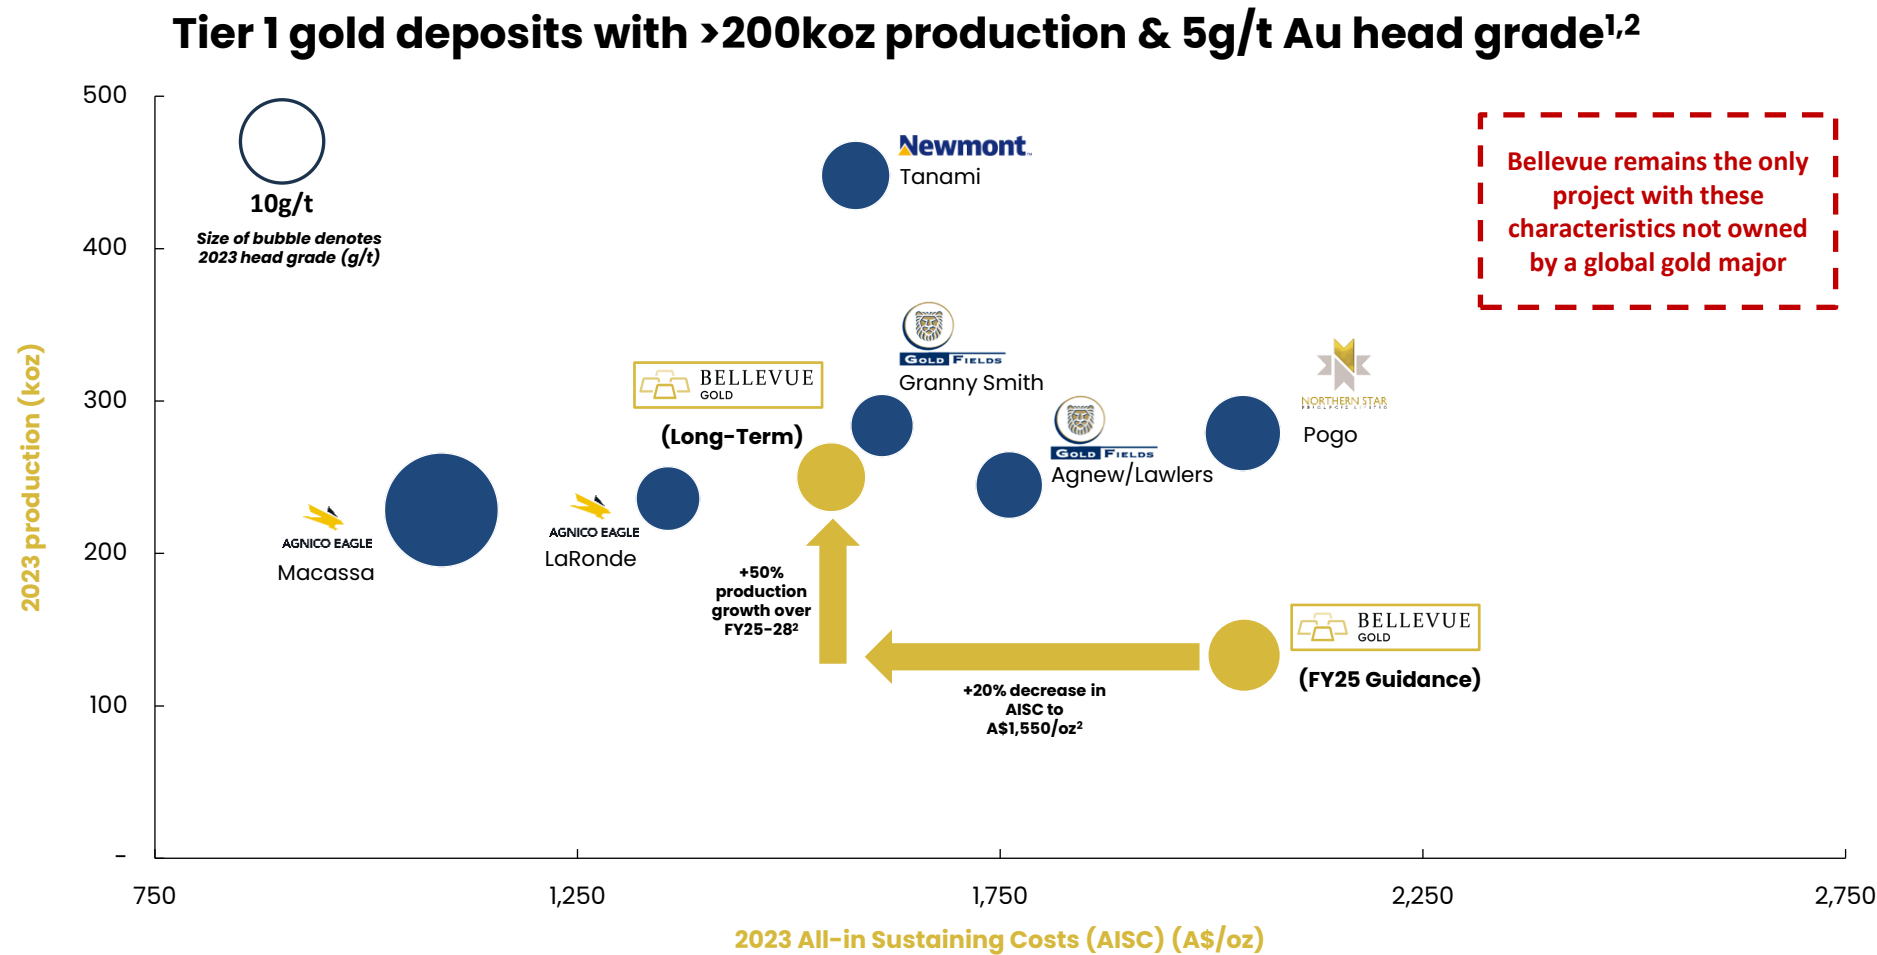 Tier 1 gold deposits with >200koz production & 5g/t Au head grade¹,²
500
400
300
200
100
–
2023 production (koz)
10g/t
Size of bubble denotes
2023 head grade (g/t)
Newmont™
Tanami
Bellevue remains the only
project with these
characteristics not owned
by a global gold major
GOLD FIELDS
Granny Smith
BELLEVUE
GOLD
(Long-Term)
GOLD FIELDS
Agnew/Lawlers
NORTHERN STAR
RESOURCES LIMITED
Pogo
AGNICO EAGLE
Macassa
AGNICO EAGLE
LaRonde
+50%
production
growth over
FY25-28²
BELLEVUE
GOLD
(FY25 Guidance)
+20% decrease in
AISC to
A$1,550/oz²
750
1,250
1,750
2,250
2,750
2023 All-in Sustaining Costs (AISC) (A$/oz)